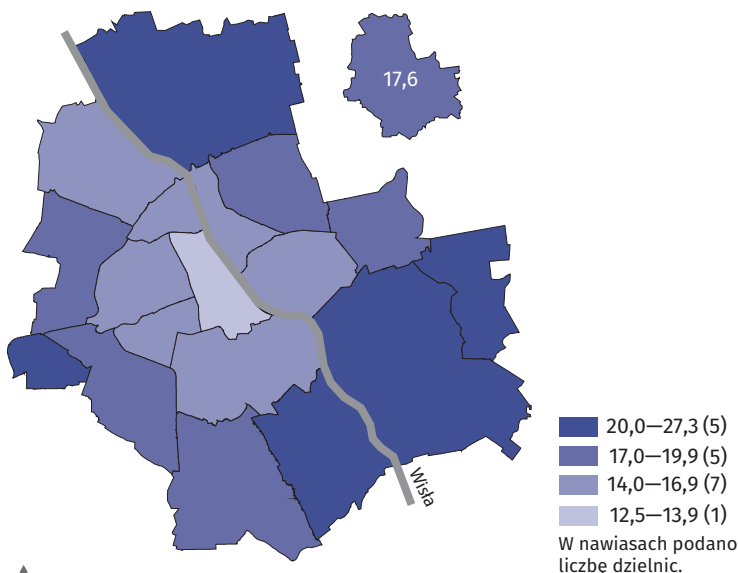 17,6
Wisła
20,0—27,3 (5)
17,0—19,9 (5)
14,0—16,9 (7)
12,5—13,9 (1)
W nawiasach podano
liczbę dzielnic.